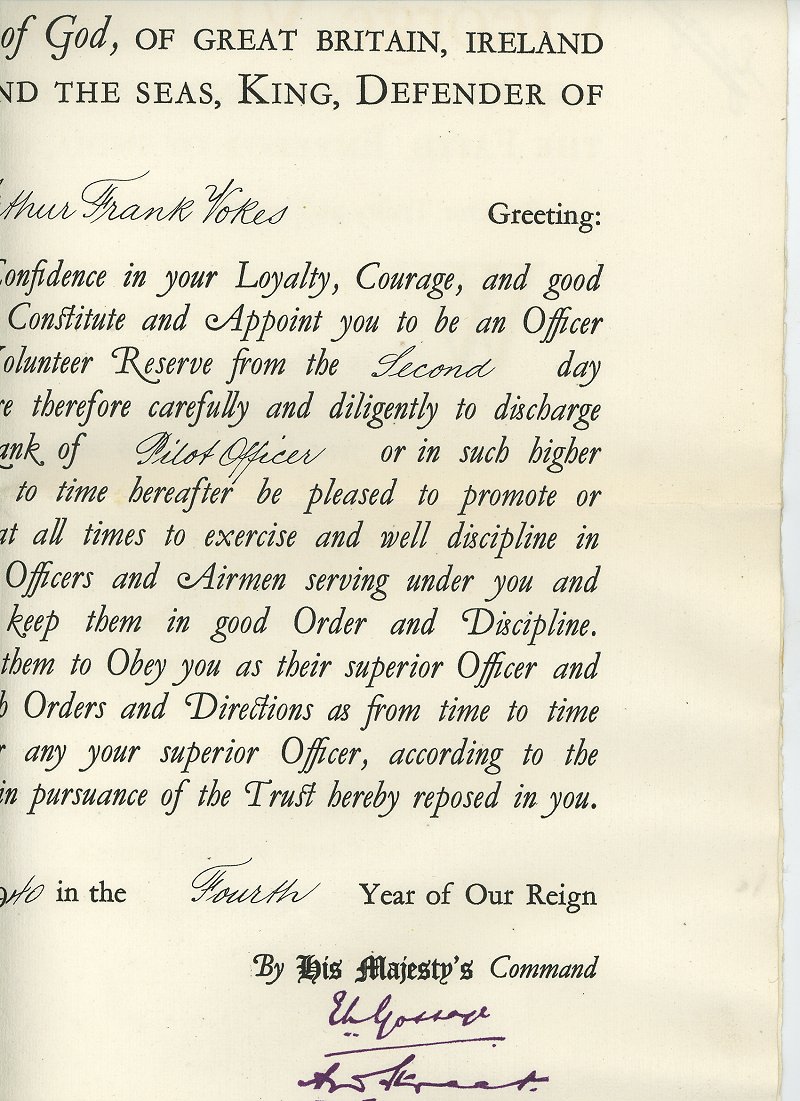 of God, OF GREAT BRITAIN, IRELAND
ND THE SEAS, KING, DEFENDER OF
rthur Frank Vokes Greeting:
Confidence in your Loyalty, Courage, and good
Constitute and Appoint you to be an Officer
Volunteer Reserve from the Second day
re therefore carefully and diligently to discharge
ank of Pilot Officer or in such higher
to time hereafter be pleased to promote or
at all times to exercise and well discipline in
Officers and Airmen serving under you and
keep them in good Order and Discipline.
them to Obey you as their superior Officer and
Orders and Directions as from time to time
any your superior Officer, according to the
in pursuance of the Trust hereby reposed in you.
40 in the Fourth Year of Our Reign
By His Majesty's Command
Gossage